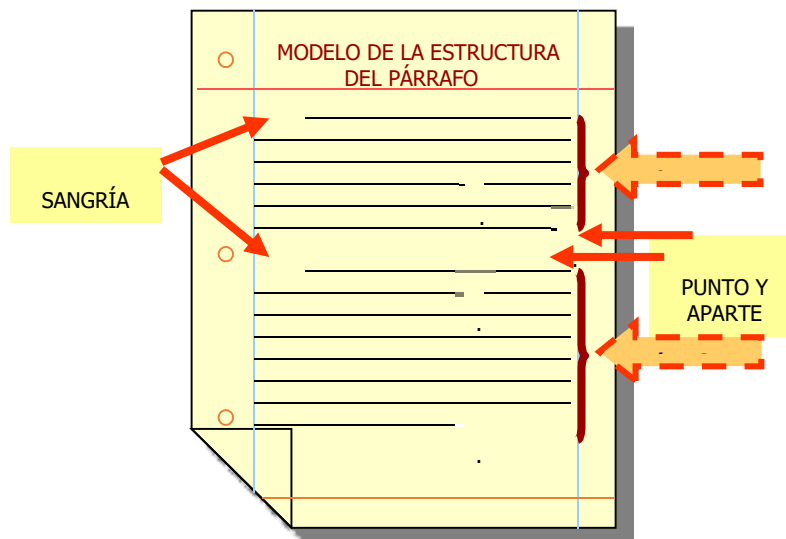 MODELO DE LA ESTRUCTURA
DEL PÁRRAFO
SANGRÍA
PUNTO Y
APARTE